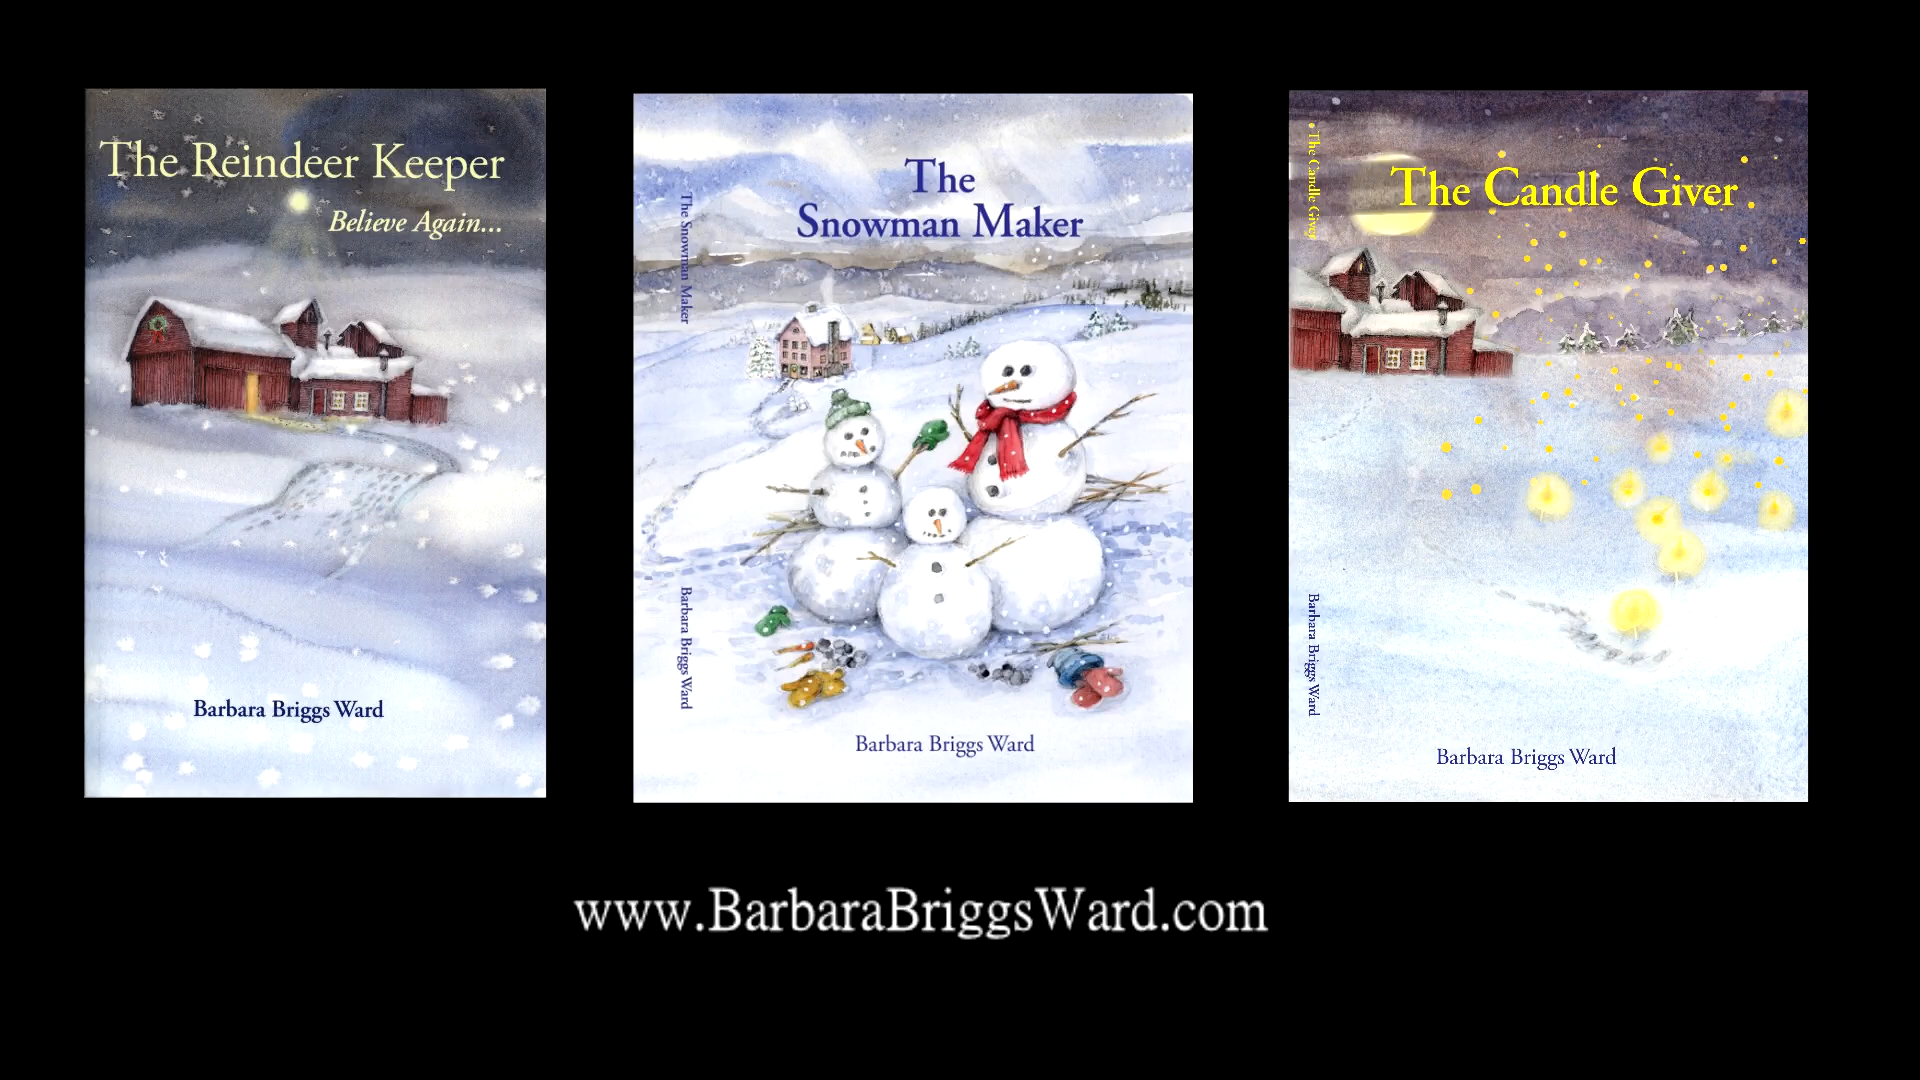 The Reindeer Keeper
Believe Again...
Barbara Briggs Ward
The Snowman Maker
Barbara Briggs Ward
The
Snowman Maker
Barbara Briggs Ward
The Candle Giver
Barbara Briggs Ward
The Candle Giver
Barbara Briggs Ward
www.BarbaraBriggsWard.com